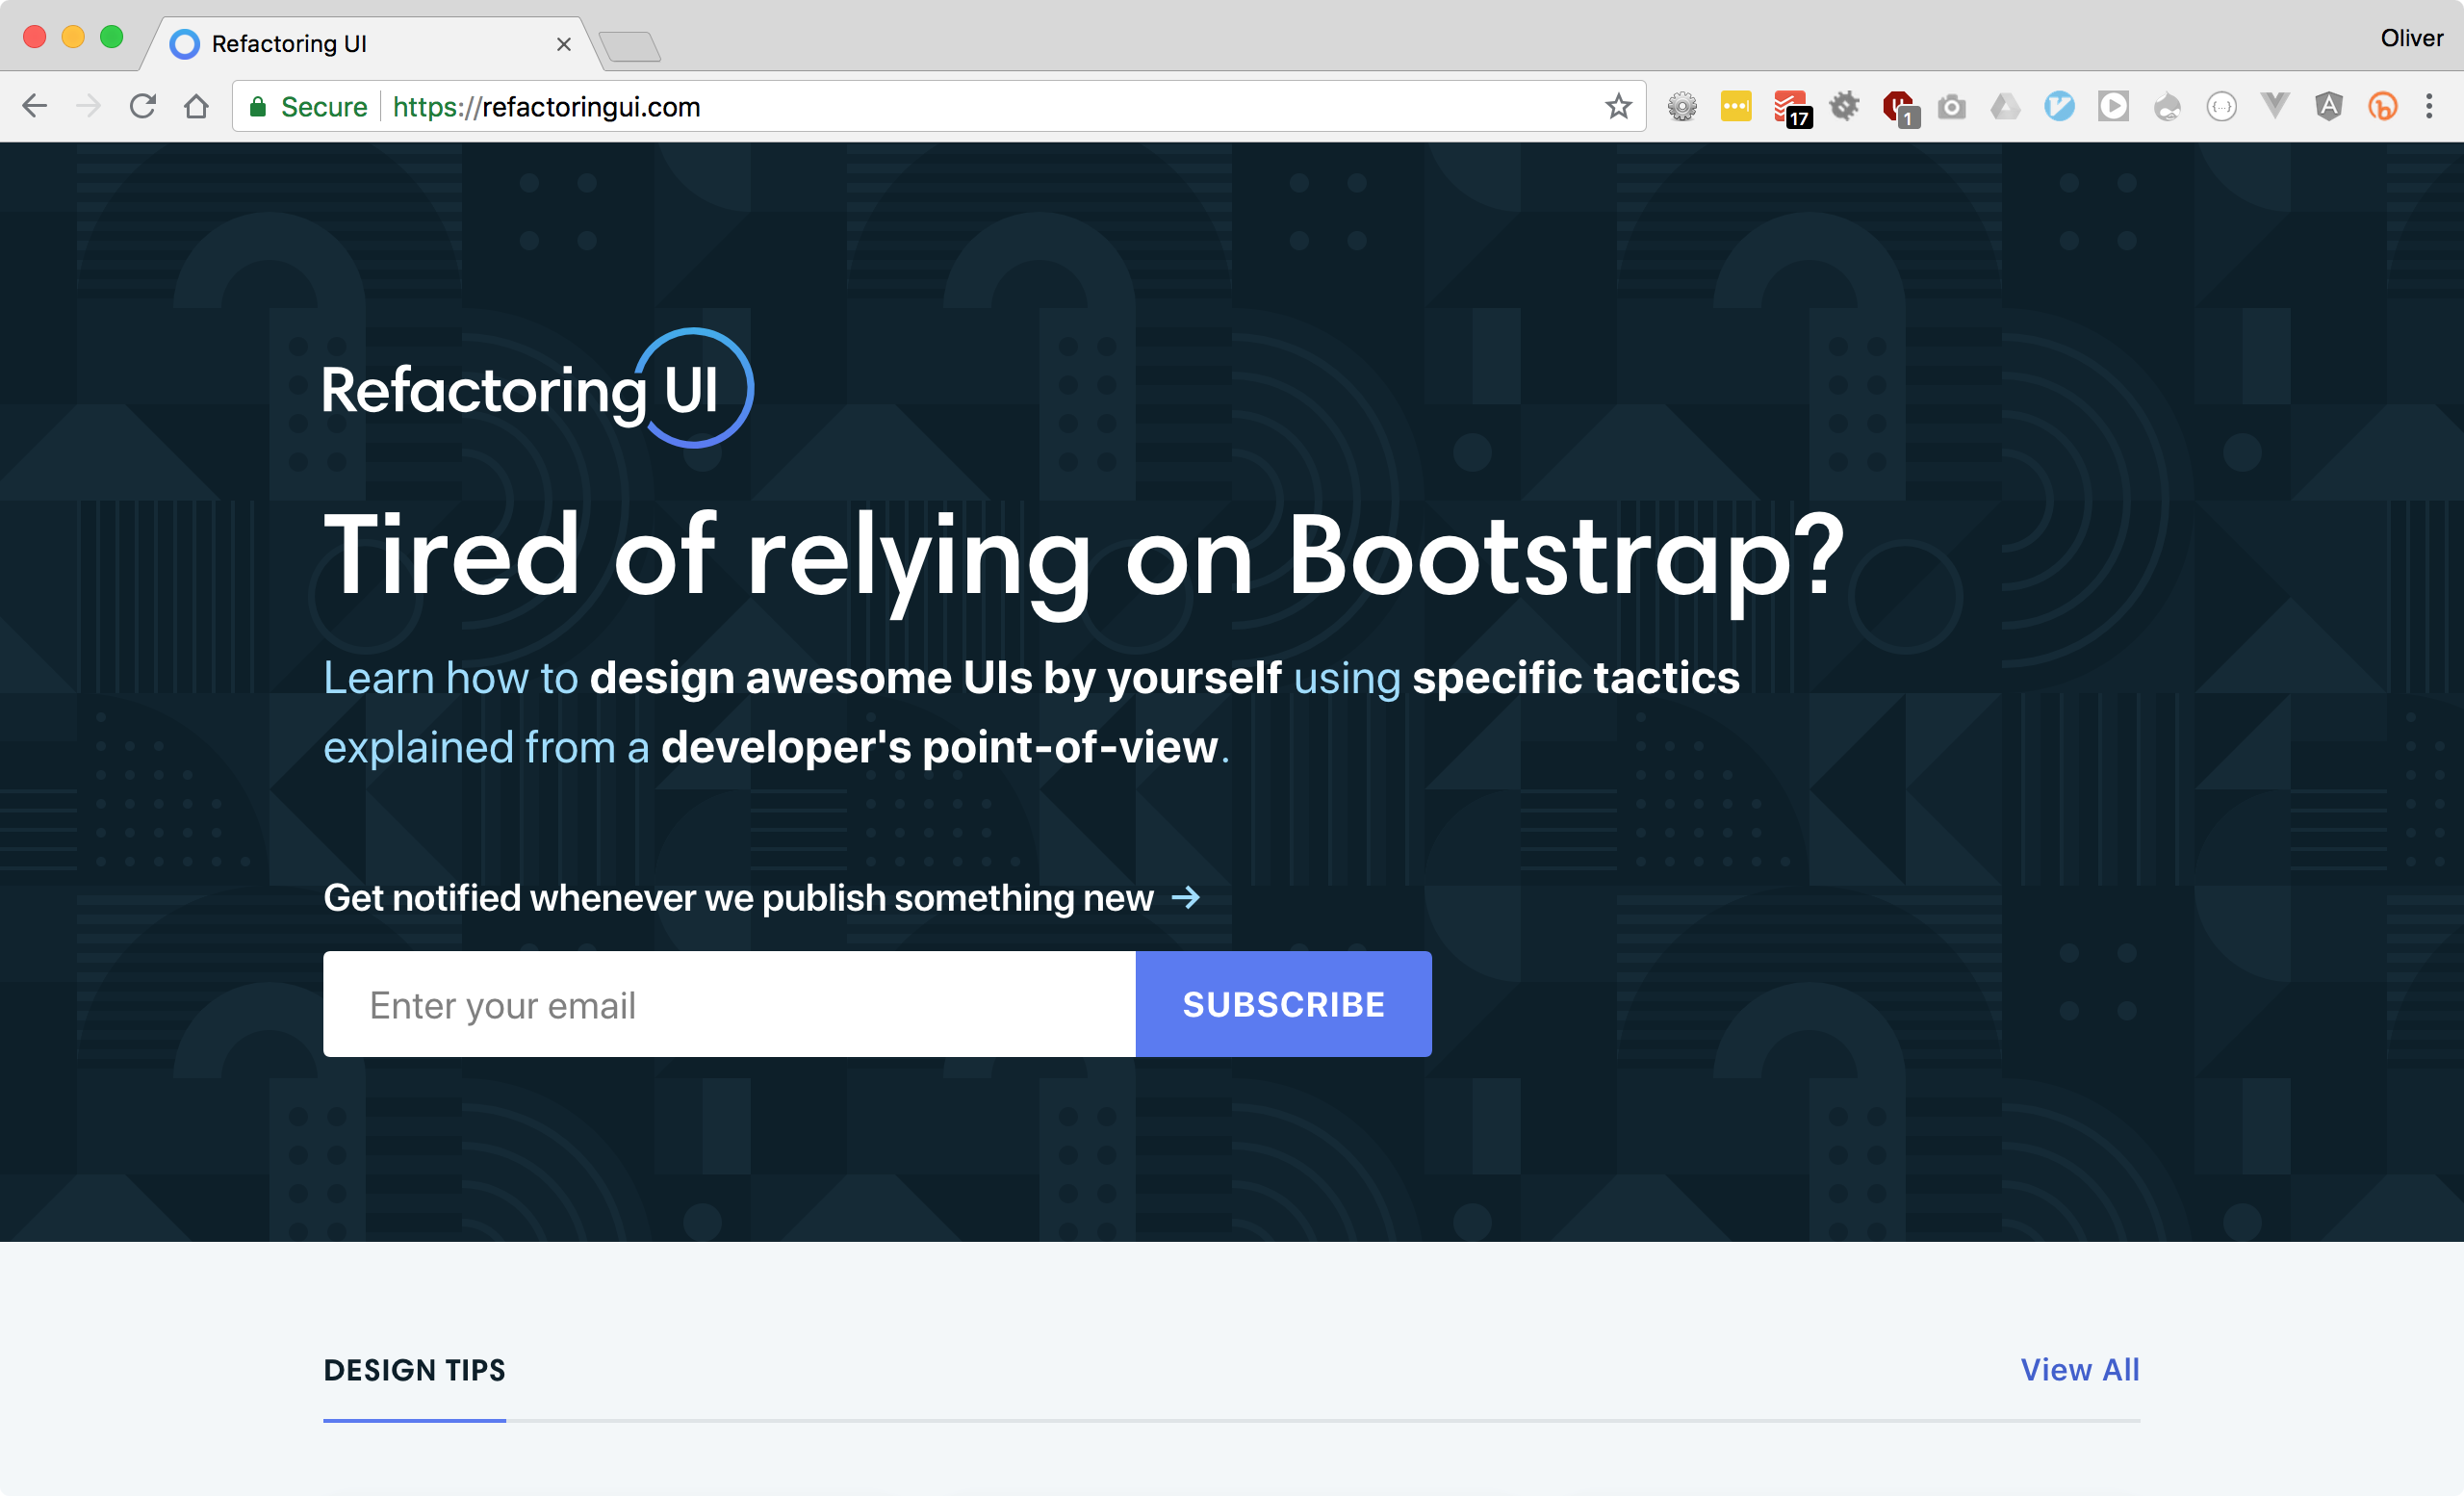 Refactoring UI
Oliver
Secure https://refactoringui.com
17
1
Refactoring UI
Tired of relying on Bootstrap?
Learn how to design awesome UIs by yourself using specific tactics
explained from a developer's point-of-view.
Get notified whenever we publish something new →
Enter your email
SUBSCRIBE
DESIGN TIPS
View All